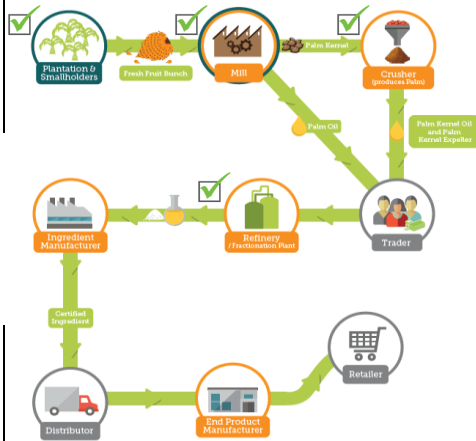 Plantation &
Smallholders
Fresh Fruit Bunch
Mill
Palm Kernel
Crusher
(produces Palm)
Palm Oil
Palm Kernel Oil
and Palm
Kernel Expeller
Ingredient
Manufacturer
Refinery
/Fractionation Plant
Trader
Certified
Ingredient
Retailer
Distributor
End Product
Manufacturer